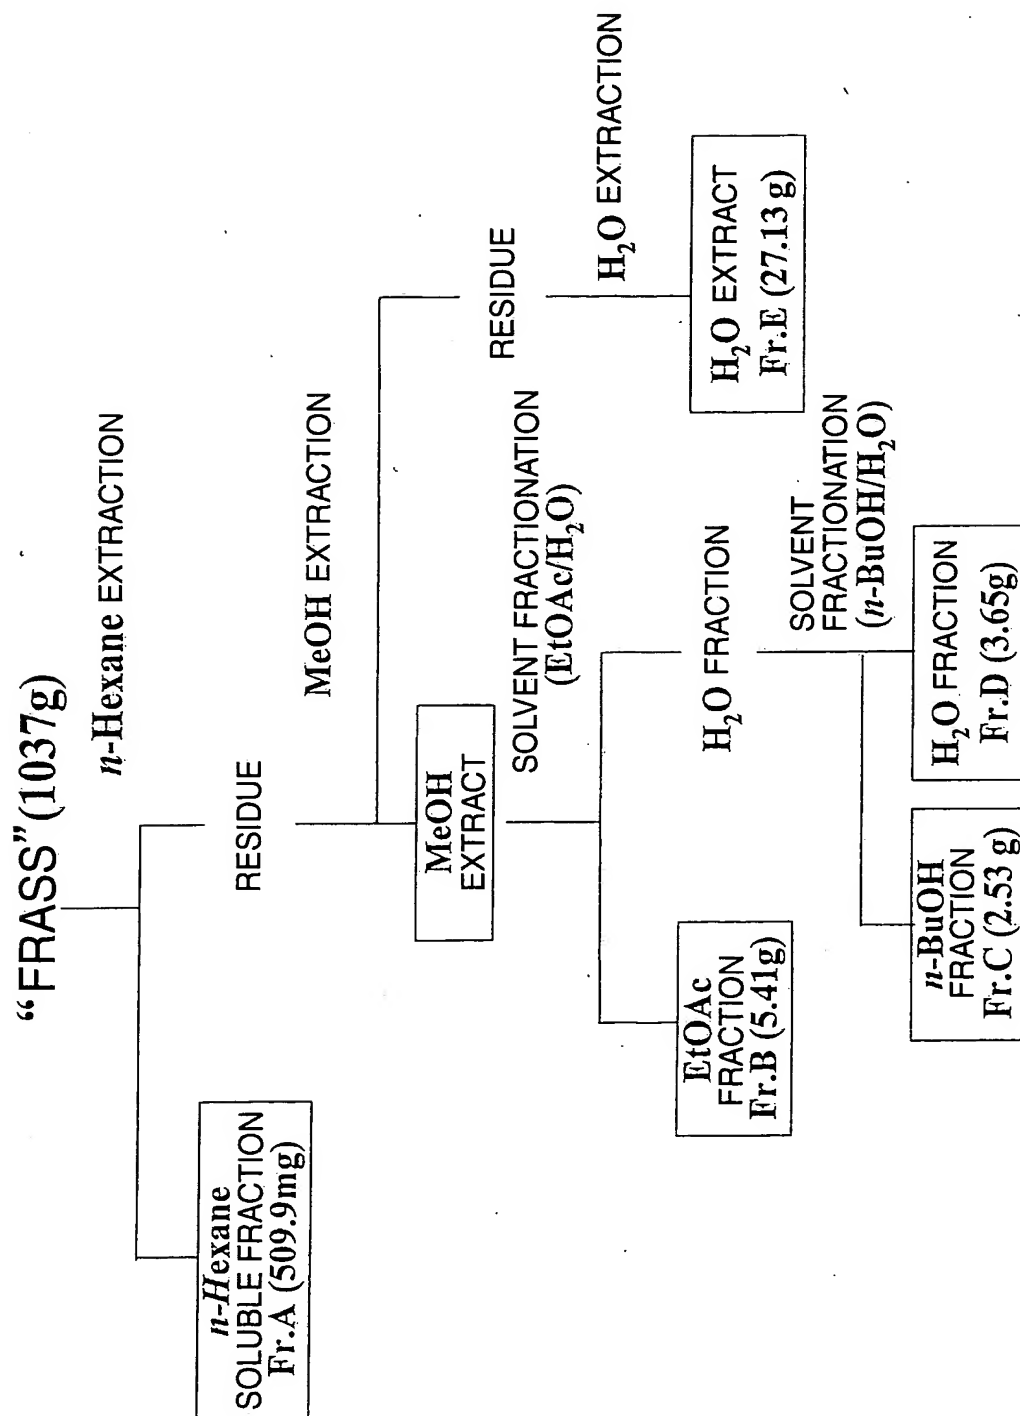 “FRASS”(1037g)
n-Hexane EXTRACTION
n-Hexane
SOLUBLE FRACTION
Fr.A (509.9mg)
RESIDUE
MeOH EXTRACTION
MeOH
EXTRACT
RESIDUE
SOLVENT FRACTIONATION
(EtOAc/H₂O)
H₂O EXTRACTION
EtOAc
FRACTION
Fr.B (5.41g)
H₂O FRACTION
H₂O EXTRACT
Fr.E (27.13 g)
SOLVENT
FRACTIONATION
(n-BuOH/H₂O)
n-BuOH
FRACTION
Fr.C (2.53 g)
H₂O FRACTION
Fr.D (3.65g)